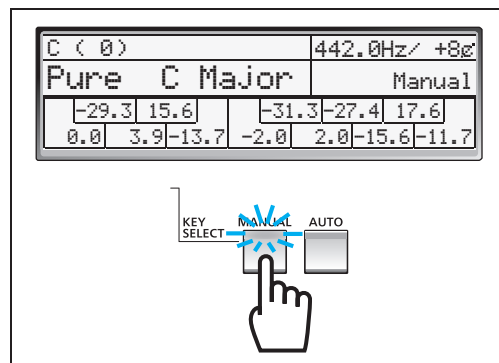 C ( 0) 442.0Hz/ +8¢
Pure C Major Manual
-29.3 15.6 -31.3 -27.4 17.6
0.0 3.9 -13.7 -2.0 2.0 -15.6 -11.7
KEY SELECT MANUAL AUTO